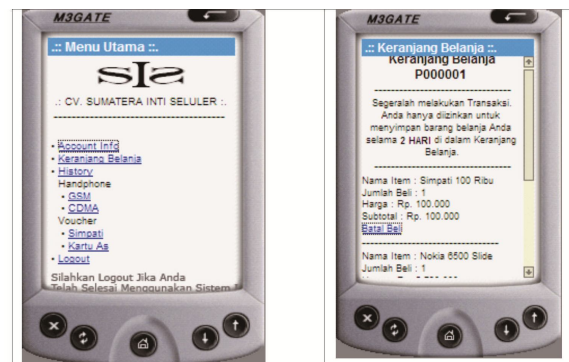 M3GATE
.:: Menu Utama ::.
SIS
.: CV. SUMATERA INTI SELULER :.
----------------------------------------
• Account Info
• Keranjang Belanja
• History
Handphone
• GSM
• CDMA
Voucher
• Simpati
• Kartu As
• Logout
Silahkan Logout Jika Anda
Telah Selesai Menggunakan Sistem
M3GATE
.:: Keranjang Belanja ::.
Keranjang Belanja
P000001
----------------------------------------
Segeralah melakukan Transaksi.
Anda hanya diizinkan untuk
menyimpan barang belanja Anda
selama 2 HARI di dalam Keranjang
Belanja.
----------------------------------------
Nama Item : Simpati 100 Ribu
Jumlah Beli : 1
Harga : Rp. 100.000
Subtotal : Rp. 100.000
Batal Beli
----------------------------------------
Nama Item : Nokia 6500 Slide
Jumlah Beli : 1